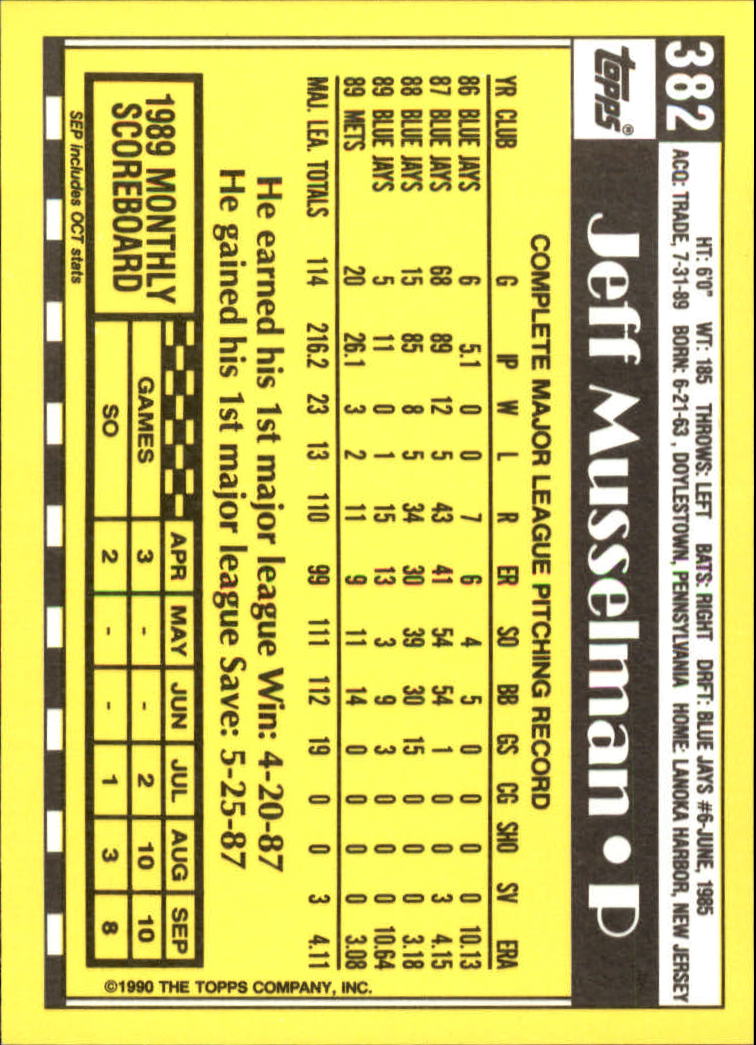 382
topps®
HT: 6'0" WT: 185 THROWS: LEFT BATS: RIGHT DRFT: BLUE JAYS #6-JUNE, 1985
ACQ: TRADE, 7-31-89 BORN: 6-21-63, DOYLESTOWN, PENNSYLVANIA HOME: LANOKA HARBOR, NEW JERSEY
Jeff Musselman • P
COMPLETE MAJOR LEAGUE PITCHING RECORD
YR CLUB G IP W L R ER SO BB GS CG SHO SV ERA
86 BLUE JAYS 6 5.1 0 0 7 6 4 5 0 0 0 0 10.13
87 BLUE JAYS 68 89 12 5 43 41 54 54 1 0 0 3 4.15
88 BLUE JAYS 15 85 8 5 34 30 39 30 15 0 0 0 3.18
89 BLUE JAYS 5 11 0 1 15 13 3 9 3 0 0 0 10.64
89 METS 20 26.1 3 2 11 9 11 14 0 0 0 0 3.08
MAJ. LEA. TOTALS 114 216.2 23 13 110 99 111 112 19 0 0 3 4.11
He earned his 1st major league Win: 4-20-87
He gained his 1st major league Save: 5-25-87
1989 MONTHLY
SCOREBOARD
APR MAY JUN JUL AUG SEP
GAMES 3 - - 2 10 10
SO 2 - - 1 3 8
SEP includes OCT stats
©1990 THE TOPPS COMPANY, INC.